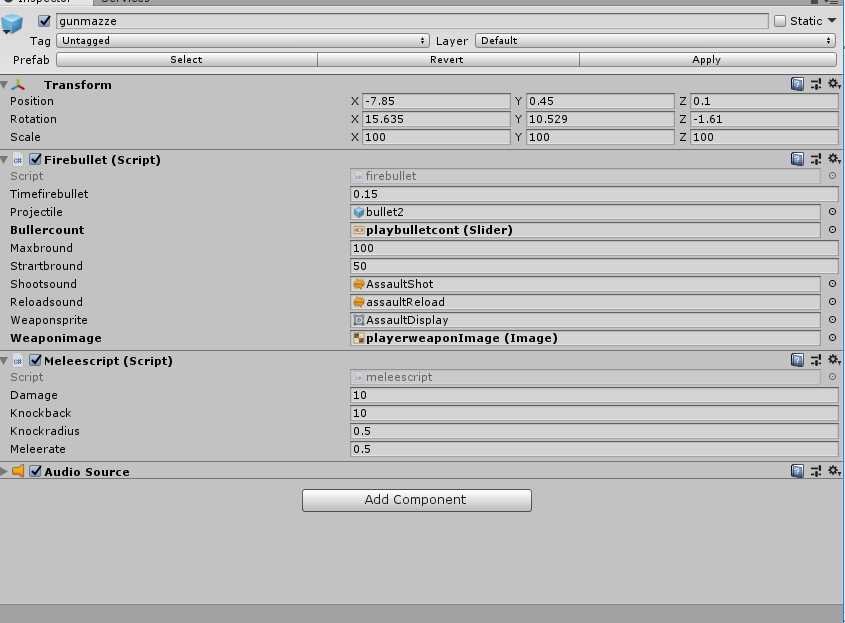 Inspector Services
gunmazze Static
Tag Untagged Layer Default
Prefab Select Revert Apply
Transform
Position X -7.85 Y 0.45 Z 0.1
Rotation X 15.635 Y 10.529 Z -1.61
Scale X 100 Y 100 Z 100
Firebullet (Script)
Script firebullet
Timefirebullet 0.15
Projectile bullet2
Bullercount playbulletcont (Slider)
Maxbround 100
Strartbround 50
Shootsound AssaultShot
Reloadsound assaultReload
Weaponsprite AssaultDisplay
Weaponimage playerweaponImage (Image)
Meleescript (Script)
Script meleescript
Damage 10
Knockback 10
Knockradius 0.5
Meleerate 0.5
Audio Source
Add Component